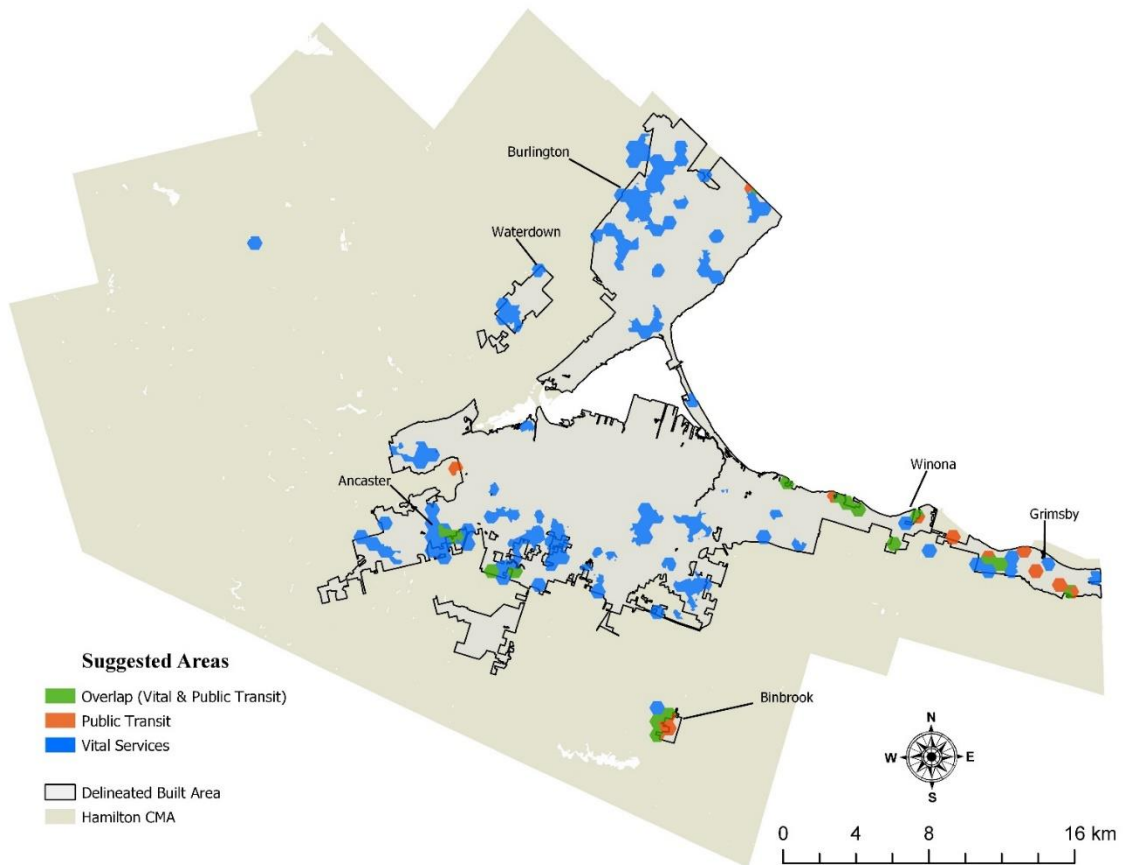 Burlington
Waterdown
Ancaster
Winona
Grimsby
Suggested Areas
Overlap (Vital & Public Transit)
Public Transit
Vital Services
Delineated Built Area
Hamilton CMA
Binbrook
N
W E
S
0 4 8 16 km